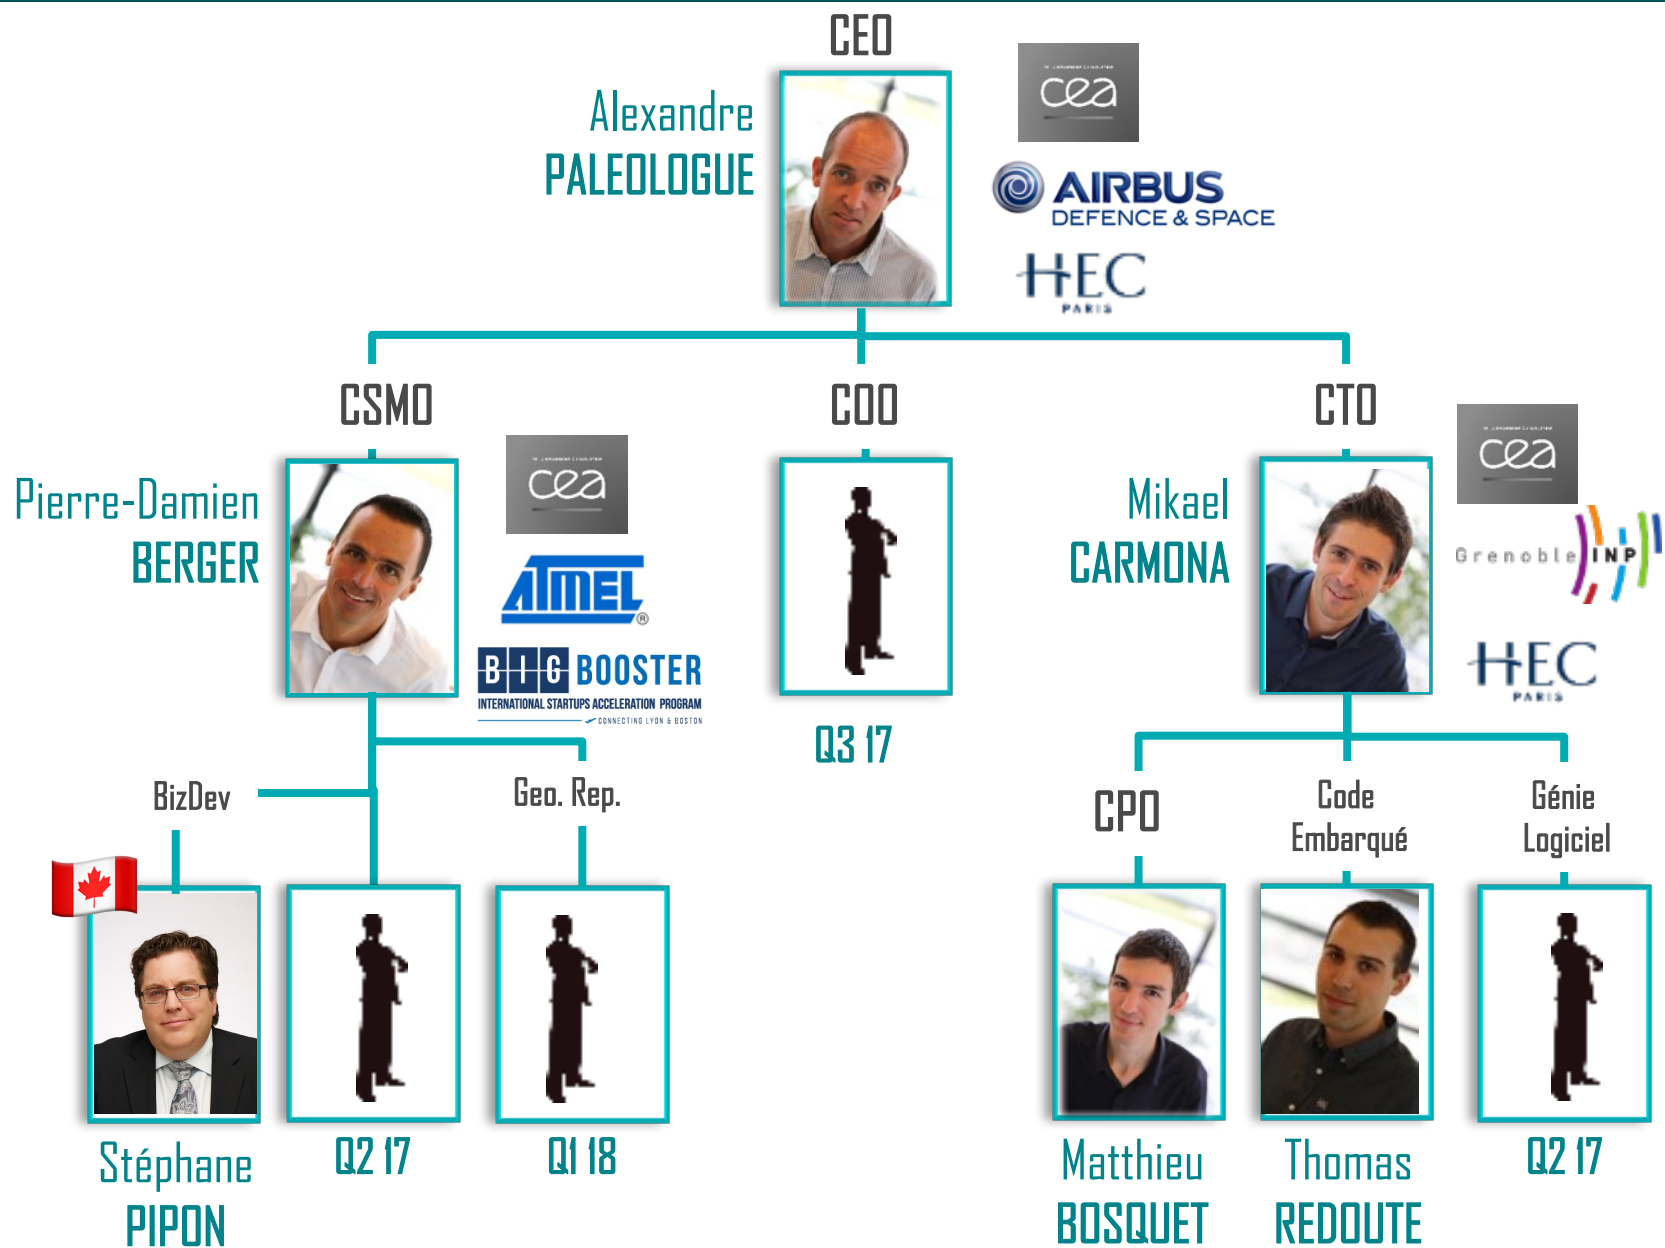 CEO
Alexandre
PALEOLOGUE
cea
AIRBUS
DEFENCE & SPACE
HEC
PARIS
CSMO
COO
CTO
Pierre-Damien
BERGER
cea
ATMEL
®
BIG BOOSTER
INTERNATIONAL STARTUPS ACCELERATION PROGRAM
CONNECTING LYON & BOSTON
Q3 17
Mikael
CARMONA
cea
Grenoble INP
HEC
PARIS
BizDev
Geo. Rep.
CPO
Code
Embarqué
Génie
Logiciel
Stéphane
PIPON
Q2 17
Q1 18
Matthieu
BOSQUET
Thomas
REDOUTE
Q2 17